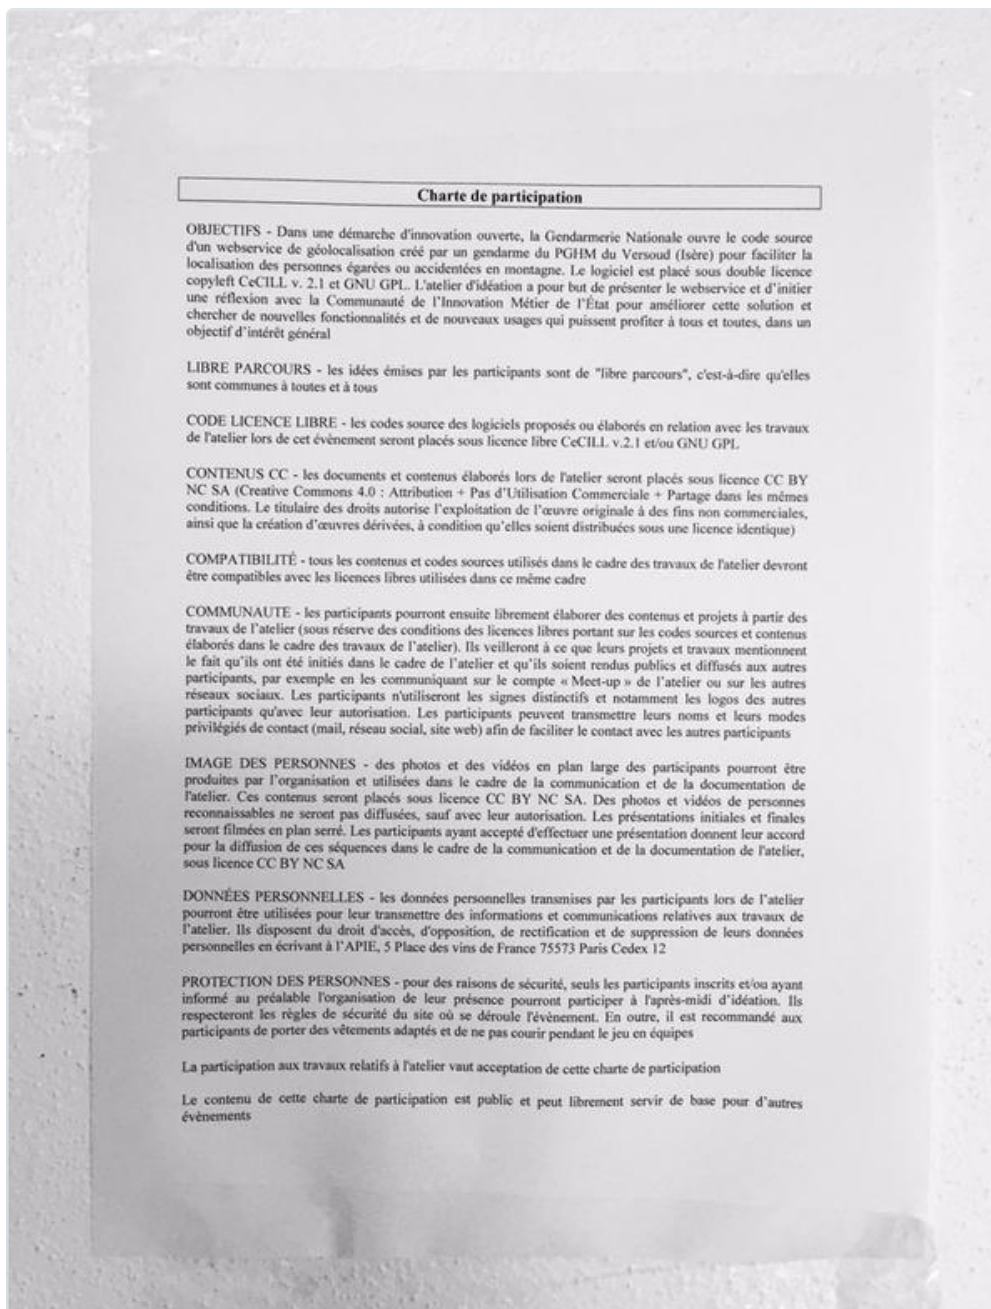 Charte de participation
OBJECTIFS - Dans une démarche d'innovation ouverte, la Gendarmerie Nationale ouvre le code source
d'un webservice de géolocalisation créé par un gendarme du PGHM du Versoud (Isère) pour faciliter la
localisation des personnes égarées ou accidentées en montagne. Le logiciel est placé sous double licence
copyleft CeCILL v. 2.1 et GNU GPL. L'atelier d'idéation a pour but de présenter le webservice et d'initier
une réflexion avec la Communauté de l'Innovation Métier de l'État pour améliorer cette solution et
chercher de nouvelles fonctionnalités et de nouveaux usages qui puissent profiter à tous et toutes, dans un
objectif d'intérêt général
LIBRE PARCOURS - les idées émises par les participants sont de "libre parcours", c'est-à-dire qu'elles
sont communes à toutes et à tous
CODE LICENCE LIBRE - les codes source des logiciels proposés ou élaborés en relation avec les travaux
de l'atelier lors de cet évènement seront placés sous licence libre CeCILL v.2.1 et/ou GNU GPL
CONTENUS CC - les documents et contenus élaborés lors de l'atelier seront placés sous licence CC BY
NC SA (Creative Commons 4.0 : Attribution + Pas d'Utilisation Commerciale + Partage dans les mêmes
conditions. Le titulaire des droits autorise l'exploitation de l'œuvre originale à des fins non commerciales,
ainsi que la création d'œuvres dérivées, à condition qu'elles soient distribuées sous une licence identique)
COMPATIBILITÉ - tous les contenus et codes sources utilisés dans le cadre des travaux de l'atelier devront
être compatibles avec les licences libres utilisées dans ce même cadre
COMMUNAUTE - les participants pourront ensuite librement élaborer des contenus et projets à partir des
travaux de l'atelier (sous réserve des conditions des licences libres portant sur les codes sources et contenus
élaborés dans le cadre des travaux de l'atelier). Ils veilleront à ce que leurs projets et travaux mentionnent
le fait qu'ils ont été initiés dans le cadre de l'atelier et qu'ils soient rendus publics et diffusés aux autres
participants, par exemple en les communiquant sur le compte « Meet-up » de l'atelier ou sur les autres
réseaux sociaux. Les participants n'utiliseront les signes distinctifs et notamment les logos des autres
participants qu'avec leur autorisation. Les participants peuvent transmettre leurs noms et leurs modes
privilégiés de contact (mail, réseau social, site web) afin de faciliter le contact avec les autres participants
IMAGE DES PERSONNES - des photos et des vidéos en plan large des participants pourront être
produites par l'organisation et utilisées dans le cadre de la communication et de la documentation de
l'atelier. Ces contenus seront placés sous licence CC BY NC SA. Des photos et vidéos de personnes
reconnaissables ne seront pas diffusées, sauf avec leur autorisation. Les présentations initiales et finales
seront filmées en plan serré. Les participants ayant accepté d'effectuer une présentation donnent leur accord
pour la diffusion de ces séquences dans le cadre de la communication et de la documentation de l'atelier,
sous licence CC BY NC SA
DONNÉES PERSONNELLES - les données personnelles transmises par les participants lors de l'atelier
pourront être utilisées pour leur transmettre des informations et communications relatives aux travaux de
l'atelier. Ils disposent du droit d'accès, d'opposition, de rectification et de suppression de leurs données
personnelles en écrivant à l'APIE, 5 Place des vins de France 75573 Paris Cedex 12
PROTECTION DES PERSONNES - pour des raisons de sécurité, seuls les participants inscrits et/ou ayant
informé au préalable l'organisation de leur présence pourront participer à l'après-midi d'idéation. Ils
respecteront les règles de sécurité du site où se déroule l'évènement. En outre, il est recommandé aux
participants de porter des vêtements adaptés et de ne pas courir pendant le jeu en équipes
La participation aux travaux relatifs à l'atelier vaut acceptation de cette charte de participation
Le contenu de cette charte de participation est public et peut librement servir de base pour d'autres
évènements